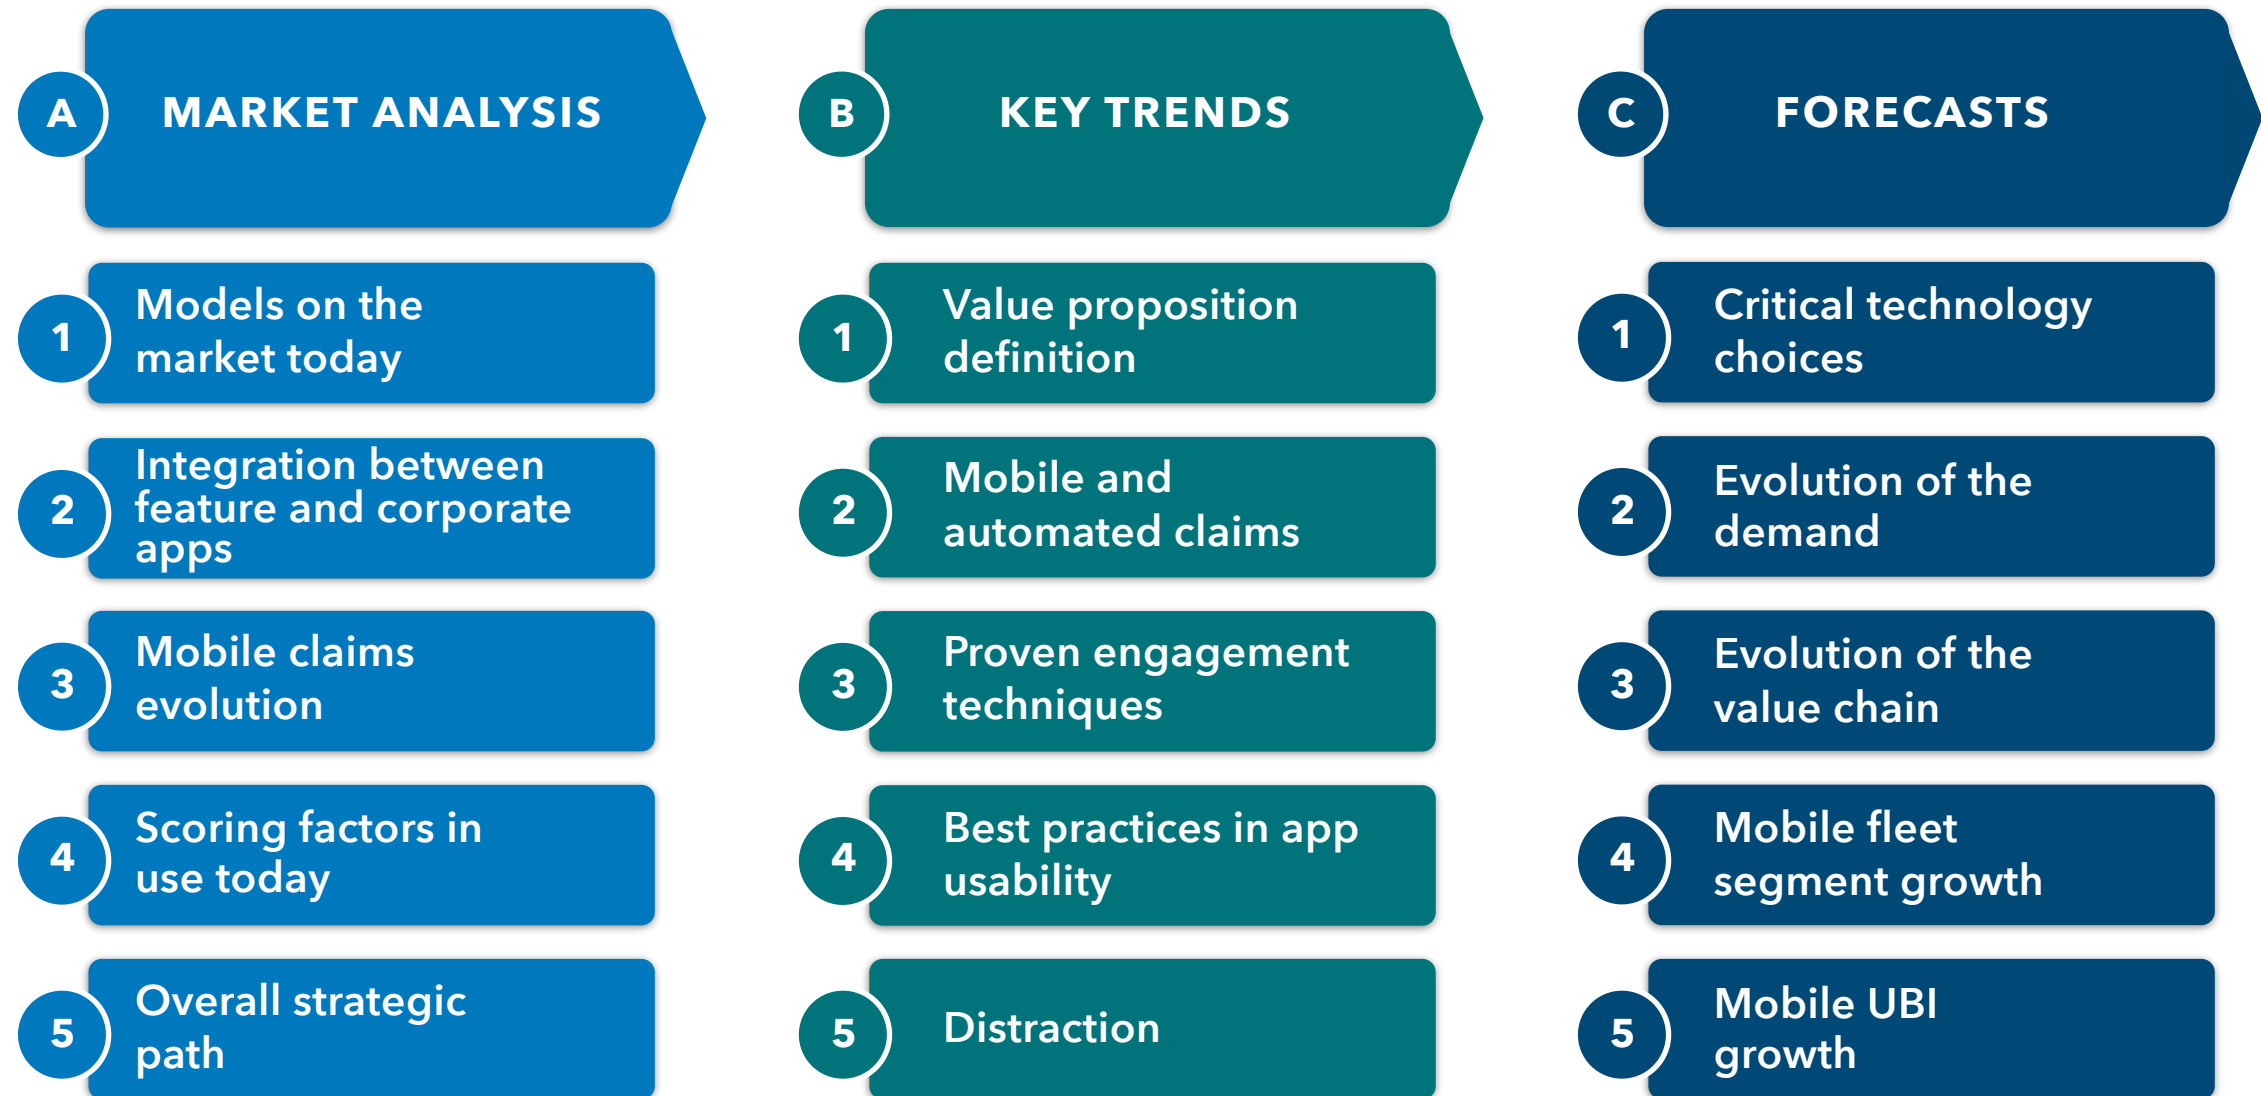 A
MARKET ANALYSIS
1
Models on the
market today
2
Integration between
feature and corporate
apps
3
Mobile claims
evolution
4
Scoring factors in
use today
5
Overall strategic
path
B
KEY TRENDS
1
Value proposition
definition
2
Mobile and
automated claims
3
Proven engagement
techniques
4
Best practices in app
usability
5
Distraction
C
FORECASTS
1
Critical technology
choices
2
Evolution of the
demand
3
Evolution of the
value chain
4
Mobile fleet
segment growth
5
Mobile UBI
growth